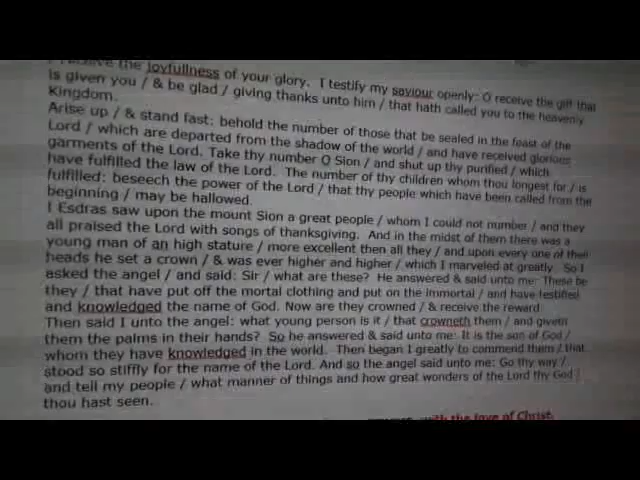 receive the joyfullness of your glory. I testify my saviour openly: O receive the gift that
is given you / & be glad / giving thanks unto him / that hath called you to the heavenly
Kingdom.
Arise up / & stand fast: behold the number of those that be sealed in the feast of the
Lord / which are departed from the shadow of the world / and have received glorious
garments of the Lord. Take thy number O Sion / and shut up thy purified / which
have fulfilled the law of the Lord. The number of thy children whom thou longest for / is
fulfilled: beseech the power of the Lord / that thy people which have been called from the
beginning / may be hallowed.
I Esdras saw upon the mount Sion a great people / whom I could not number / and they
all praised the Lord with songs of thanksgiving. And in the midst of them there was a
young man of an high stature / more excellent then all they / and upon every one of their
heads he set a crown / & was ever higher and higher / which I marveled at greatly. So I
asked the angel / and said: Sir / what are these? He answered & said unto me: These be
they / that have put off the mortal clothing and put on the immortal / and have testified
and knowledged the name of God. Now are they crowned / & receive the reward.
Then said I unto the angel: what young person is it / that crowneth them / and giveth
them the palms in their hands? So he answered & said unto me: It is the son of God /
whom they have knowledged in the world. Then began I greatly to commend them / that
stood so stiffly for the name of the Lord. And so the angel said unto me: Go thy way /
and tell my people / what manner of things and how great wonders of the Lord thy God /
thou hast seen.
with the love of Christ.